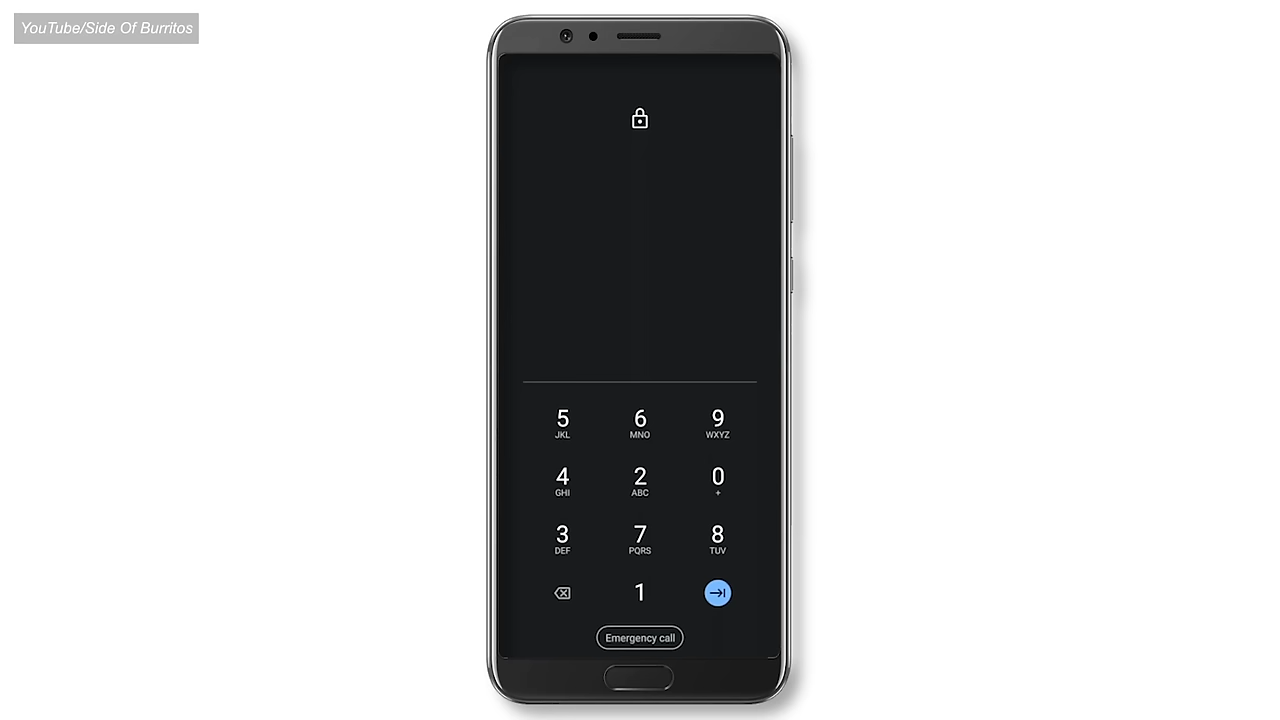 YouTube/Side Of Burritos
5 6 9
JKL MNO WXYZ
4 2 0
GHI ABC +
3 7 8
DEF PQRS TUV
1
Emergency call